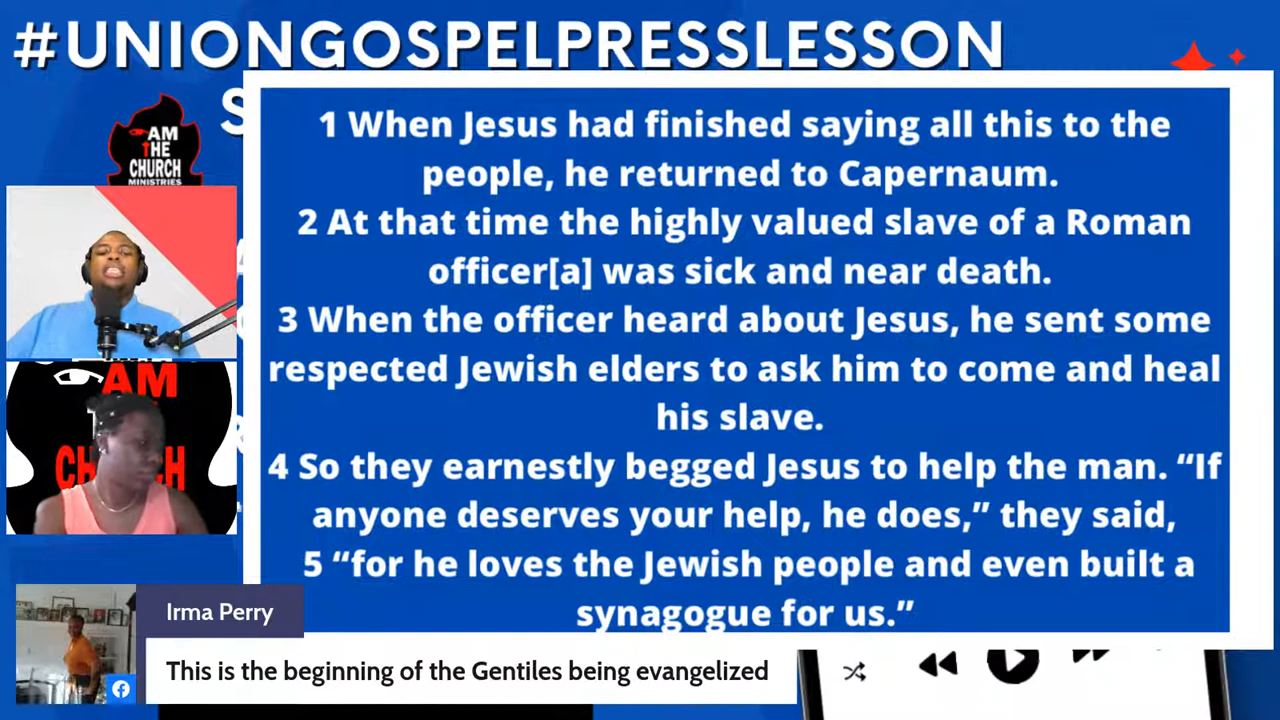 #UNIONGOSPELPRESSLESSON
S
AM
THE
CHURCH
MINISTRIES
1 When Jesus had finished saying all this to the
people, he returned to Capernaum.
2 At that time the highly valued slave of a Roman
officer[a] was sick and near death.
3 When the officer heard about Jesus, he sent some
respected Jewish elders to ask him to come and heal
his slave.
4 So they earnestly begged Jesus to help the man. “If
anyone deserves your help, he does,” they said,
5 “for he loves the Jewish people and even built a
synagogue for us.”
AM
CH
CH
Irma Perry
This is the beginning of the Gentiles being evangelized